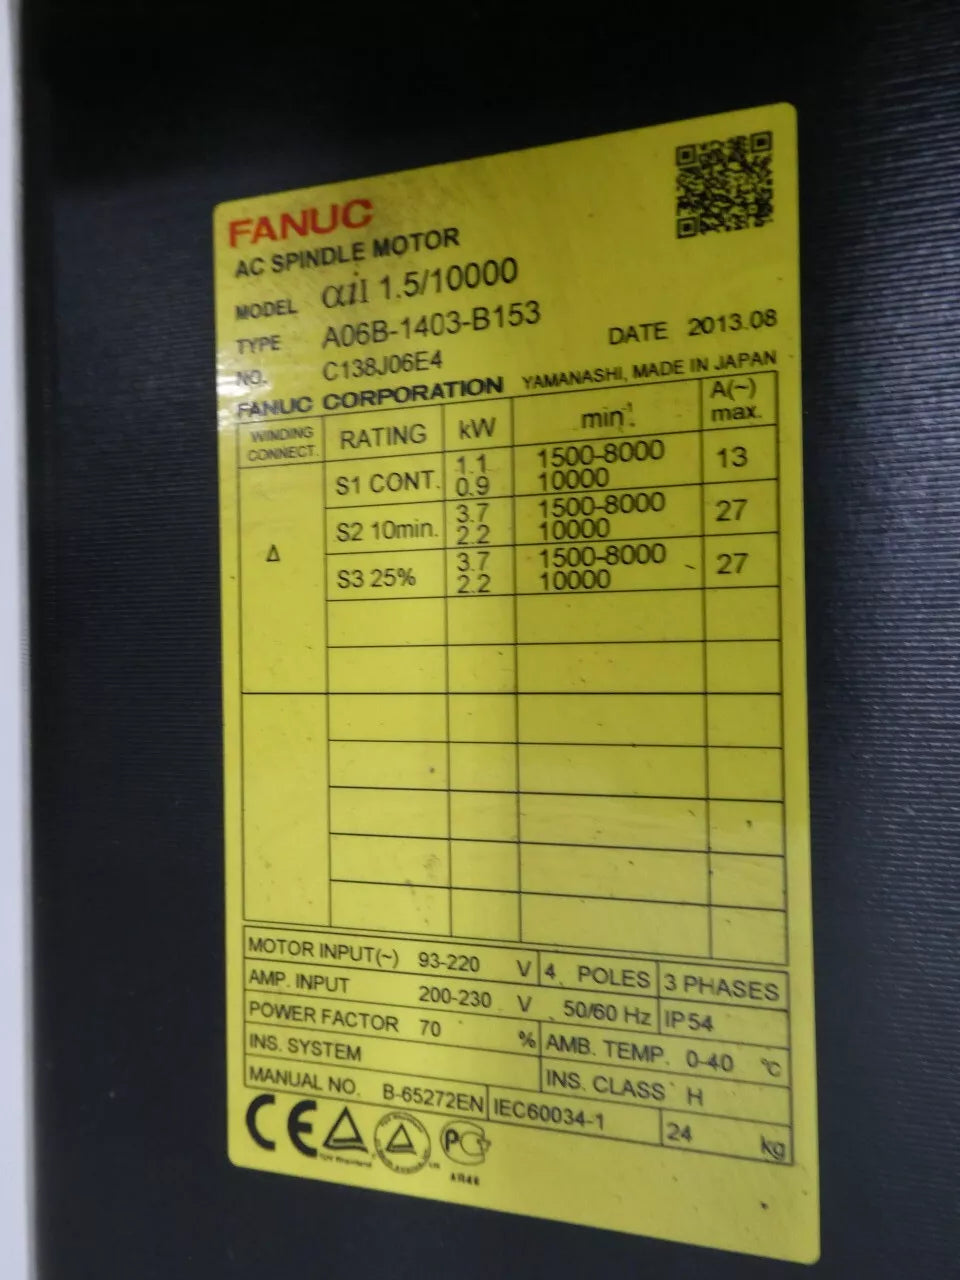 FANUC
AC SPINDLE MOTOR
MODEL αiI 1.5/10000
TYPE A06B-1403-B153
NO. C138J06E4
DATE 2013.08
FANUC CORPORATION YAMANASHI, MADE IN JAPAN
WINDING CONNECT. RATING kW min⁻¹. A(~) max.
Δ
S1 CONT. 1.1 1500-8000 13
0.9 10000
S2 10min. 3.7 1500-8000 27
2.2 10000
S3 25% 3.7 1500-8000 27
2.2 10000
MOTOR INPUT(~) 93-220 V 4 POLES 3 PHASES
AMP. INPUT 200-230 V 50/60 Hz IP54
POWER FACTOR 70 % AMB. TEMP. 0-40 ℃
INS. SYSTEM INS. CLASS H
MANUAL NO. B-65272EN IEC60034-1 24 kg
CE
TÜV Rheinland